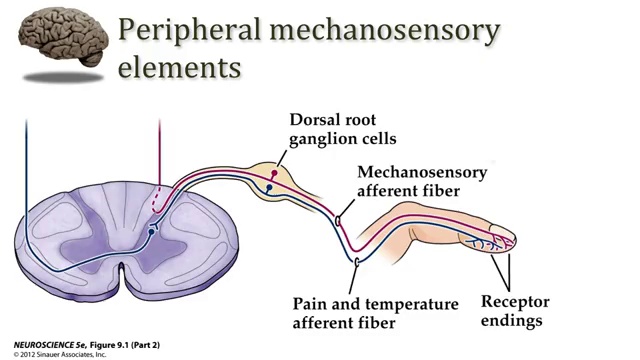 Peripheral mechanosensory
elements
Dorsal root
ganglion cells
Mechanosensory
afferent fiber
Pain and temperature
afferent fiber
Receptor
endings
NEUROSCIENCE 5e, Figure 9.1 (Part 2)
© 2012 Sinauer Associates, Inc.